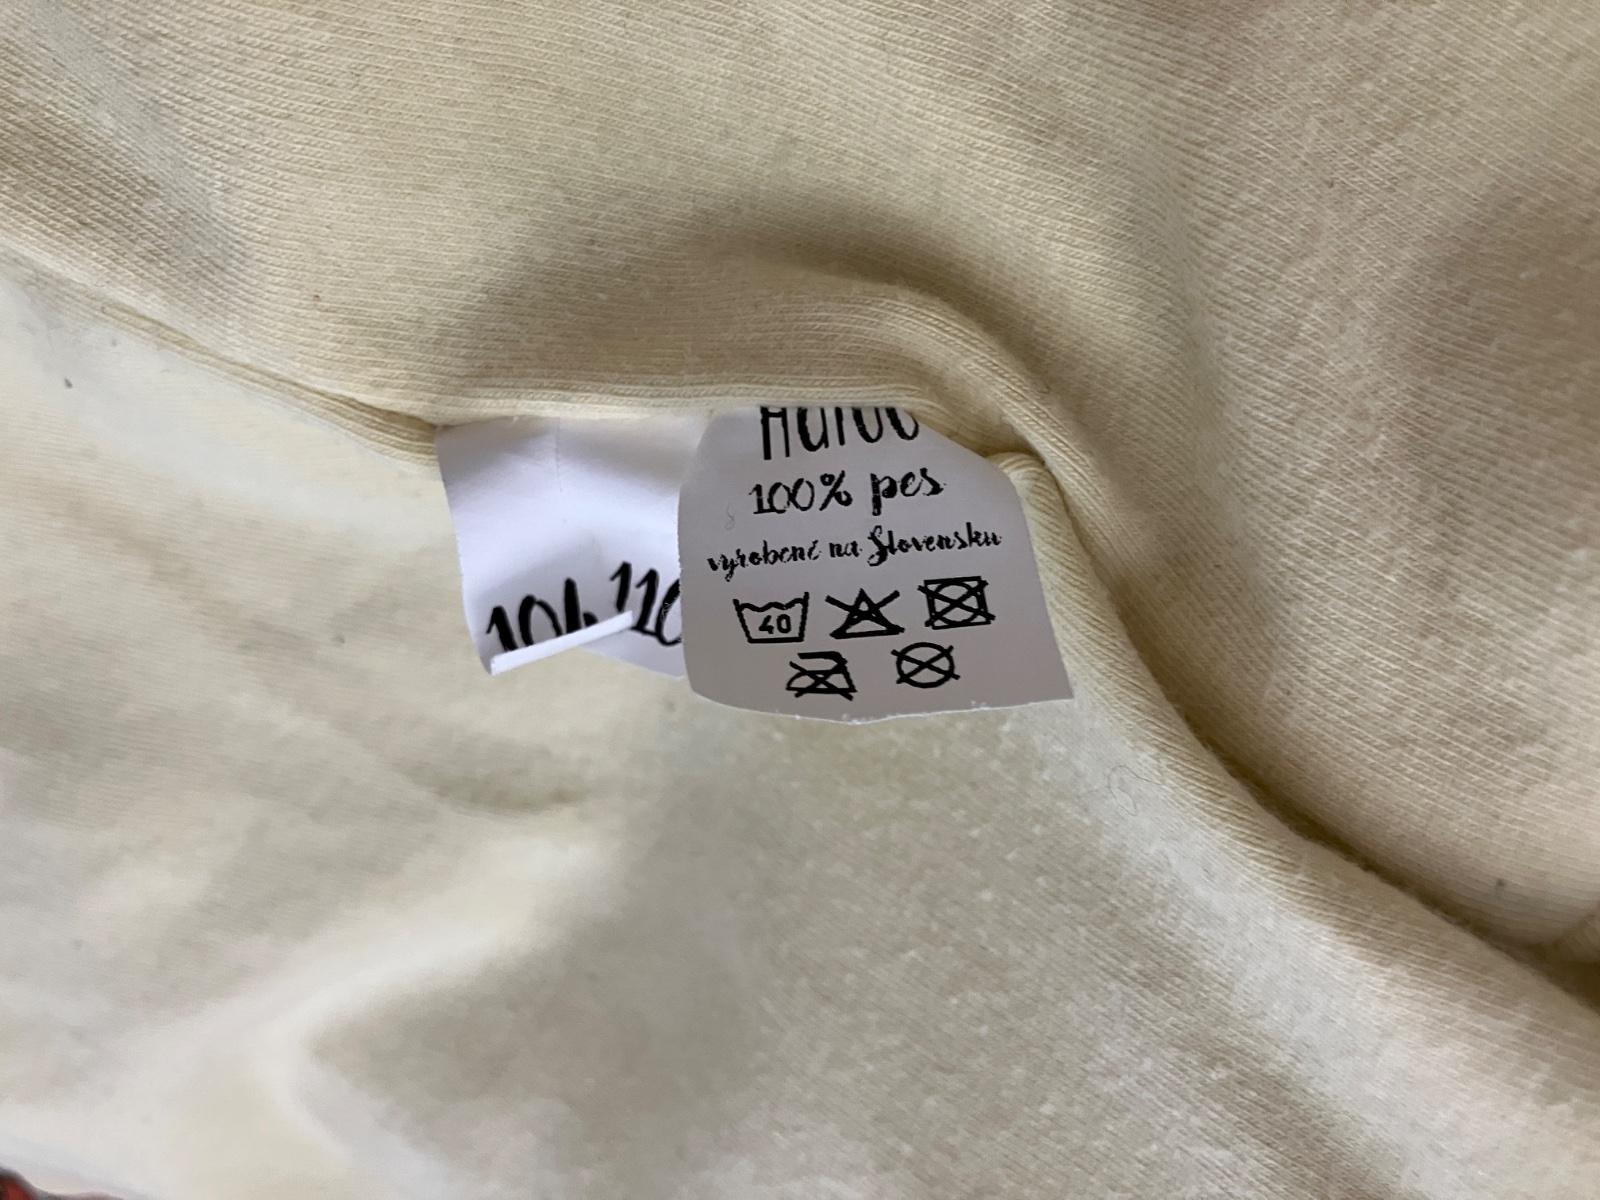 104 110
100% pes
vyrobené na Slovensku
40